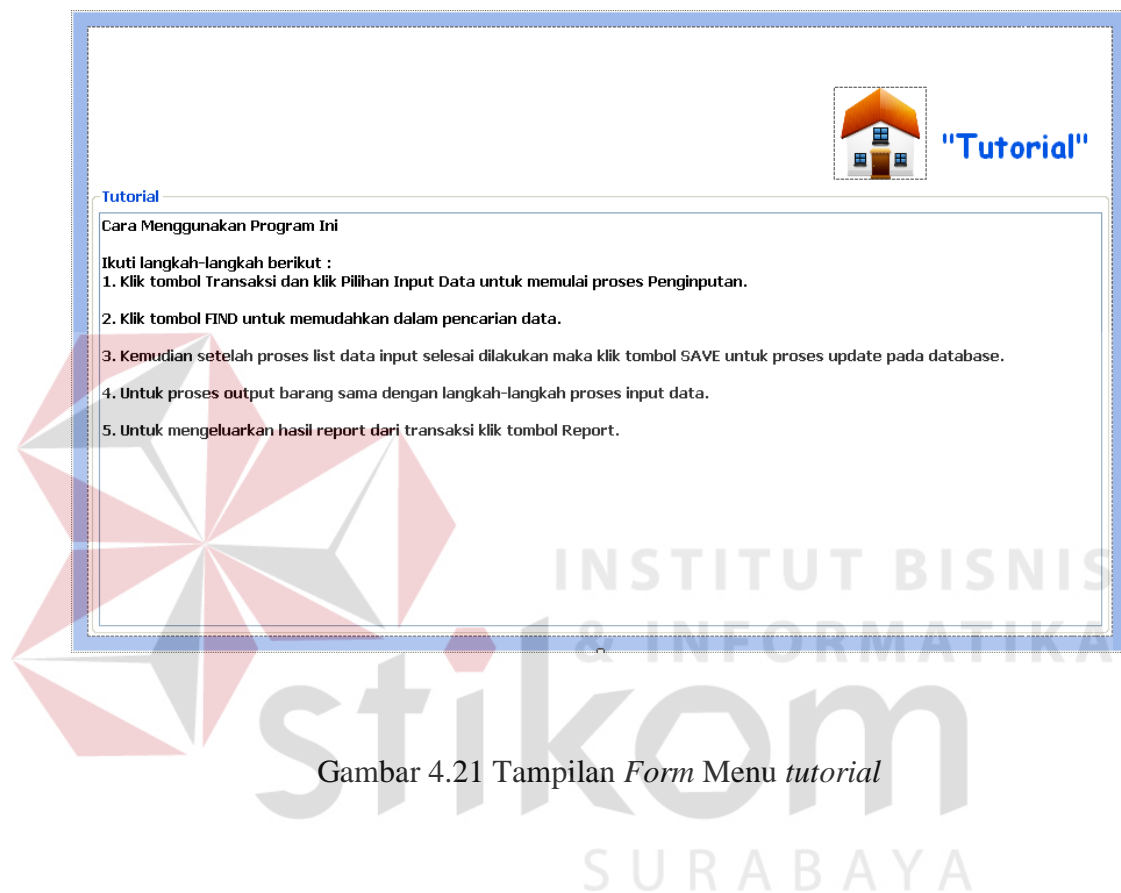 "Tutorial"
Tutorial
Cara Menggunakan Program Ini
Ikuti langkah-langkah berikut :
1. Klik tombol Transaksi dan klik Pilihan Input Data untuk memulai proses Penginputan.
2. Klik tombol FIND untuk memudahkan dalam pencarian data.
3. Kemudian setelah proses list data input selesai dilakukan maka klik tombol SAVE untuk proses update pada database.
4. Untuk proses output barang sama dengan langkah-langkah proses input data.
5. Untuk mengeluarkan hasil report dari transaksi klik tombol Report.
INSTITUT BISNIS
& INFORMATIKA
stikom
Gambar 4.21 Tampilan Form Menu tutorial
SURABAYA